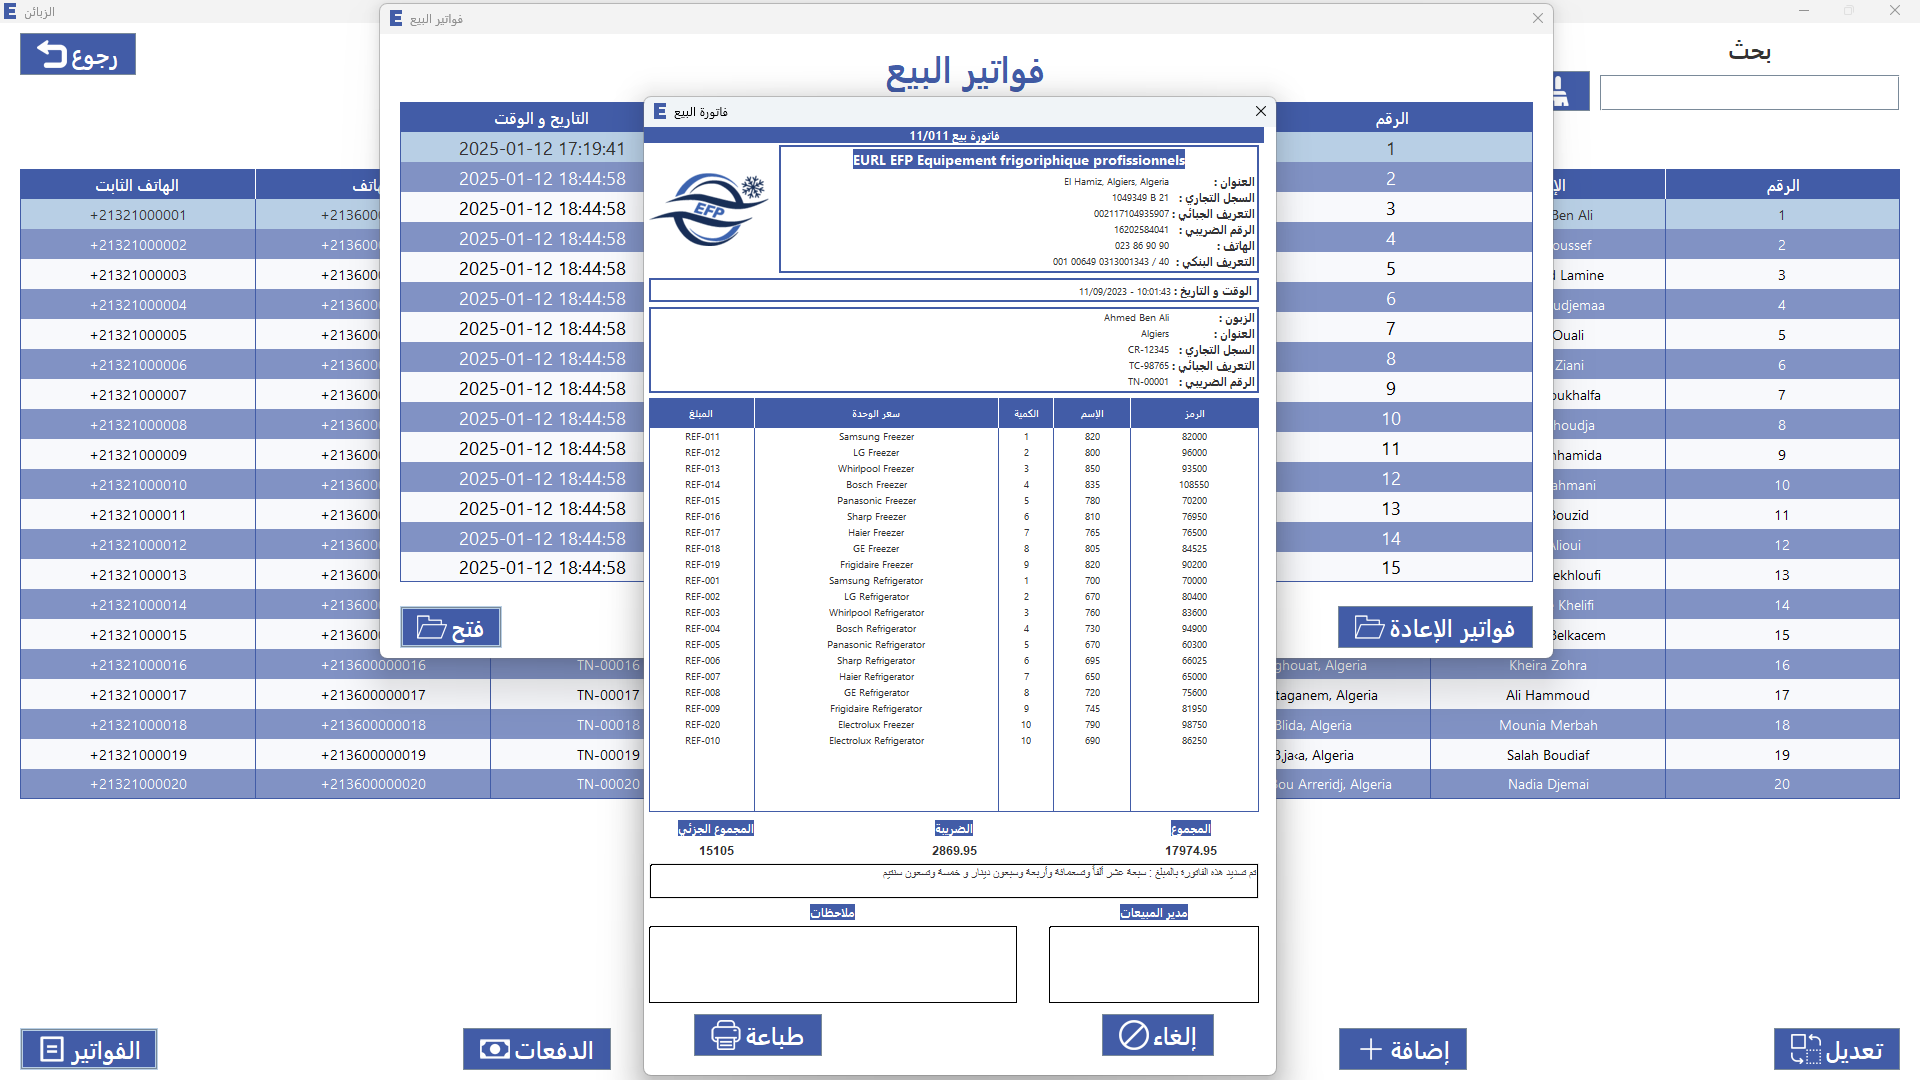 الزبائن
رجوع
بحث
الرقم
الهاتف الثابت
1
Ben Ali
+21321000001
2
oussef
+21321000002
3
d Lamine
+21321000003
4
udjemaa
+21321000004
5
Ouali
+21321000005
6
Ziani
+21321000006
7
oukhalfa
+21321000007
8
houdja
+21321000008
9
nhamida
+21321000009
10
ahmani
+21321000010
11
Bouzid
+21321000011
12
Alioui
+21321000012
13
ekhloufi
+21321000013
14
Khelifi
+21321000014
15
Belkacem
+21321000015
16 Kheira Zohra ghouat, Algeria TN-00016 +213600000016 +21321000016
17 Ali Hammoud taganem, Algeria TN-00017 +213600000017 +21321000017
18 Mounia Merbah Blida, Algeria TN-00018 +213600000018 +21321000018
19 Salah Boudiaf Algeria TN-00019 +213600000019 +21321000019
20 Nadia Djemai ou Arreridj, Algeria TN-00020 +213600000020 +21321000020
تعديل
إضافة
الدفعات
الفواتير
فواتير البيع
فواتير البيع
الرقم التاريخ و الوقت
1 2025-01-12 17:19:41
2 2025-01-12 18:44:58
3 2025-01-12 18:44:58
4 2025-01-12 18:44:58
5 2025-01-12 18:44:58
6 2025-01-12 18:44:58
7 2025-01-12 18:44:58
8 2025-01-12 18:44:58
9 2025-01-12 18:44:58
10 2025-01-12 18:44:58
11 2025-01-12 18:44:58
12 2025-01-12 18:44:58
13 2025-01-12 18:44:58
14 2025-01-12 18:44:58
15 2025-01-12 18:44:58
فواتير الإعادة
فتح
فاتورة البيع
فاتورة بيع 11/011
EFP
EURL EFP Equipement frigoriphique profissionnels
العنوان : El Hamiz, Algiers, Algeria
السجل التجاري : 1049349 B 21
التعريف الجبائي : 002117104935907
الرقم الضريبي : 16202584041
الهاتف : 023 86 90 90
التعريف البنكي : 001 00649 0313001343 / 40
الوقت و التاريخ : 11/09/2023 - 10:01:43
الزبون : Ahmed Ben Ali
العنوان : Algiers
السجل التجاري : CR-12345
التعريف الجبائي : TC-98765
الرقم الضريبي : TN-00001
الرمز الإسم الكمية سعر الوحدة المبلغ
82000 820 1 Samsung Freezer REF-011
96000 800 2 LG Freezer REF-012
93500 850 3 Whirlpool Freezer REF-013
108550 835 4 Bosch Freezer REF-014
70200 780 5 Panasonic Freezer REF-015
76950 810 6 Sharp Freezer REF-016
76500 765 7 Haier Freezer REF-017
84525 805 8 GE Freezer REF-018
90200 820 9 Frigidaire Freezer REF-019
70000 700 1 Samsung Refrigerator REF-001
80400 670 2 LG Refrigerator REF-002
83600 760 3 Whirlpool Refrigerator REF-003
94900 730 4 Bosch Refrigerator REF-004
60300 670 5 Panasonic Refrigerator REF-005
66025 695 6 Sharp Refrigerator REF-006
65000 650 7 Haier Refrigerator REF-007
75600 720 8 GE Refrigerator REF-008
81950 745 9 Frigidaire Refrigerator REF-009
98750 790 10 Electrolux Freezer REF-020
86250 690 10 Electrolux Refrigerator REF-010
المجموع الضريبة المجموع الجزئي
17974.95 2869.95 15105
تم تسديد هذه الفاتورة بالمبلغ : سبعة عشر ألفاً وتسعمائة وأربعة وسبعون دينار و خمسة وتسعون سنتيم
مدير المبيعات ملاحظات
إلغاء طباعة